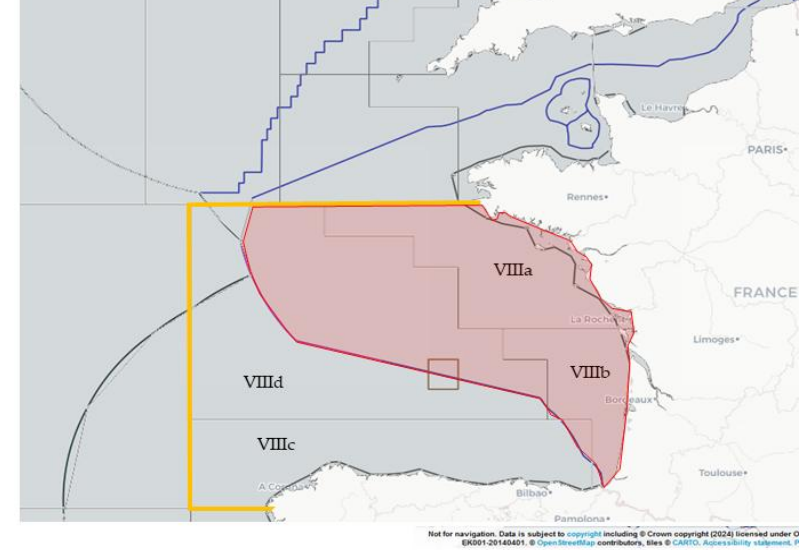 Le Havre
PARIS
Rennes
VIIIa
FRANCE
La Roche
Limoges
VIIIb
VIIId
Bordeaux
VIIIc
Toulouse
A Coruña
Bilbao
Pamplona
Not for navigation. Data is subject to copyright including © Crown copyright (2024) licensed under O
EK001-20140401. © OpenStreetMap contributors, tiles © CARTO. Accessibility statement. P